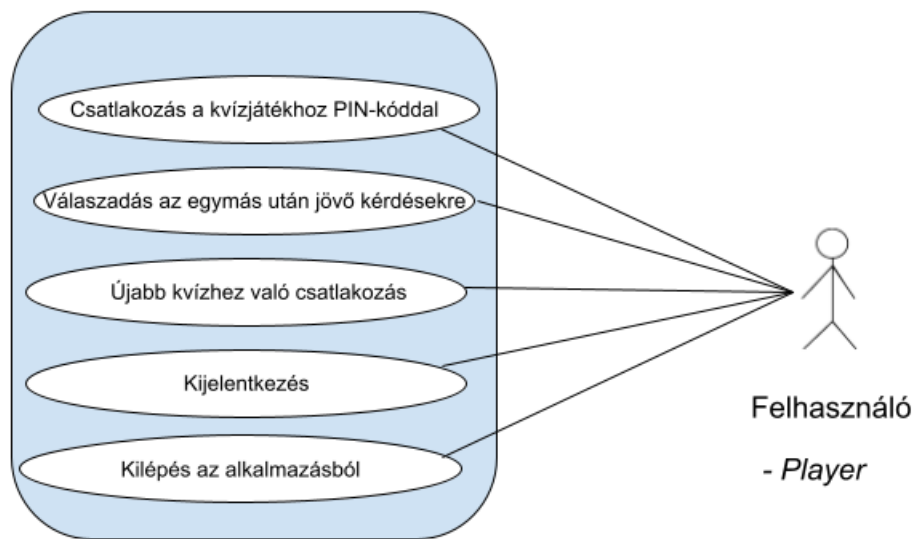 Csatlakozás a kvízjátékhoz PIN-kóddal
Válaszadás az egymás után jövő kérdésekre
Újabb kvízhez való csatlakozás
Kijelentkezés
Kilépés az alkalmazásból
Felhasználó
- Player